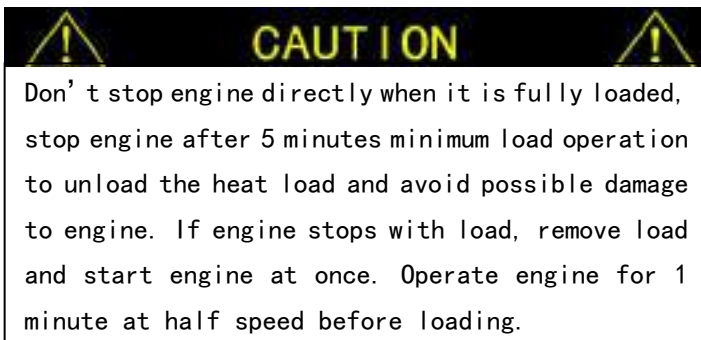 CAUTION
Don't stop engine directly when it is fully loaded,
stop engine after 5 minutes minimum load operation
to unload the heat load and avoid possible damage
to engine. If engine stops with load, remove load
and start engine at once. Operate engine for 1
minute at half speed before loading.